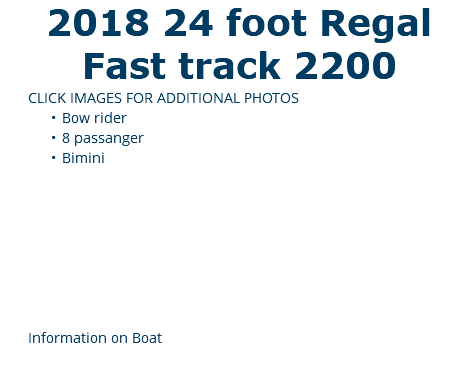 2018 24 foot Regal
Fast track 2200
CLICK IMAGES FOR ADDITIONAL PHOTOS
• Bow rider
• 8 passanger
• Bimini
Information on Boat